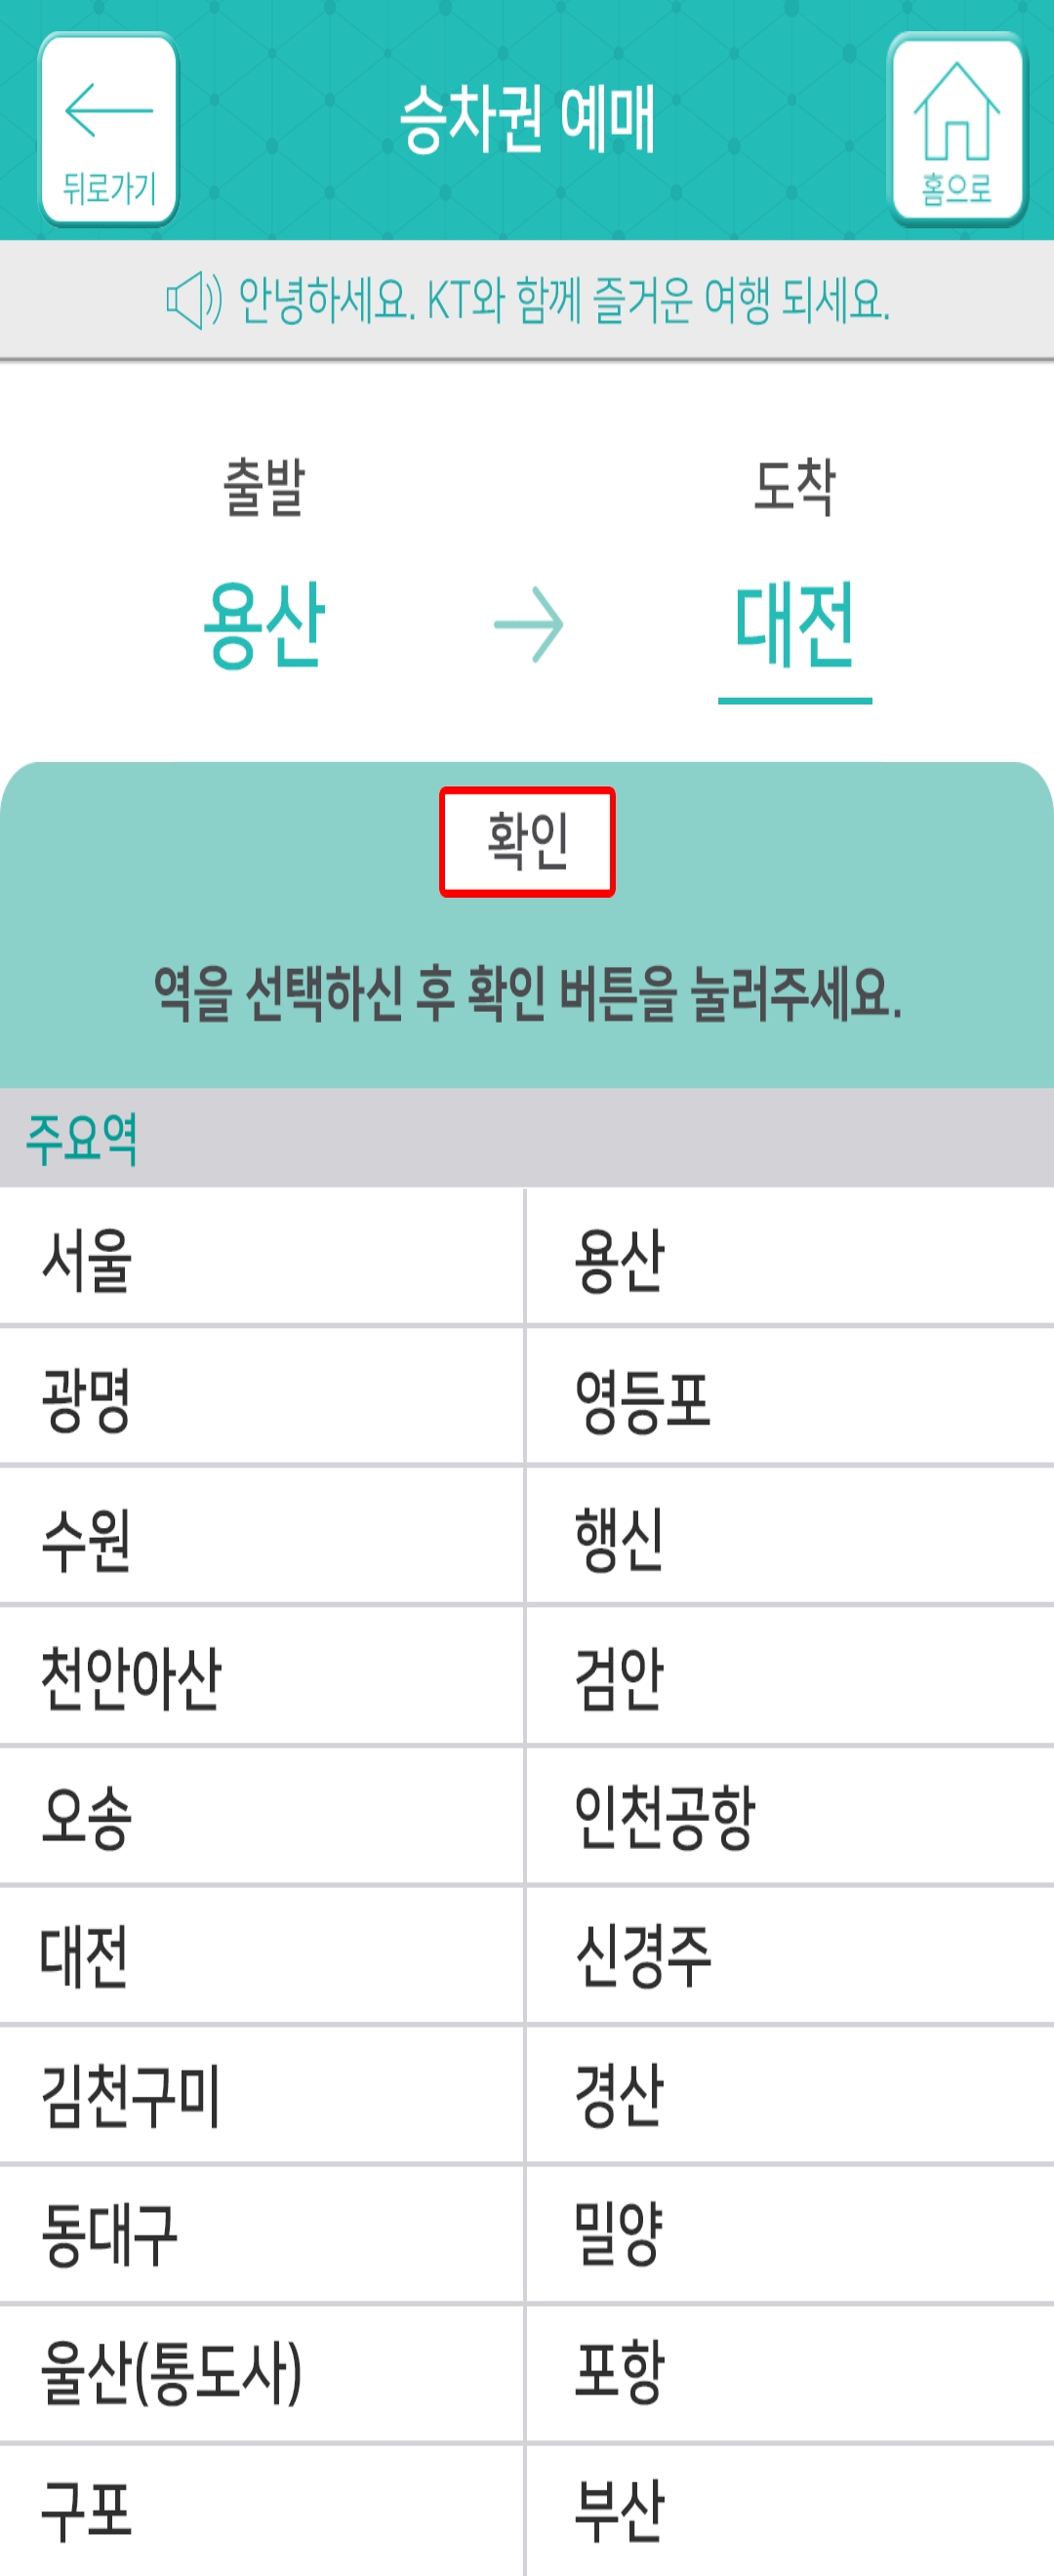 승차권 예매
뒤로가기
홈으로
안녕하세요. KT와 함께 즐거운 여행 되세요.
출발
도착
용산
대전
확인
역을 선택하신 후 확인 버튼을 눌러주세요.
주요역
서울
용산
광명
영등포
수원
행신
천안아산
검안
오송
인천공항
대전
신경주
김천구미
경산
동대구
밀양
울산(통도사)
포항
구포
부산